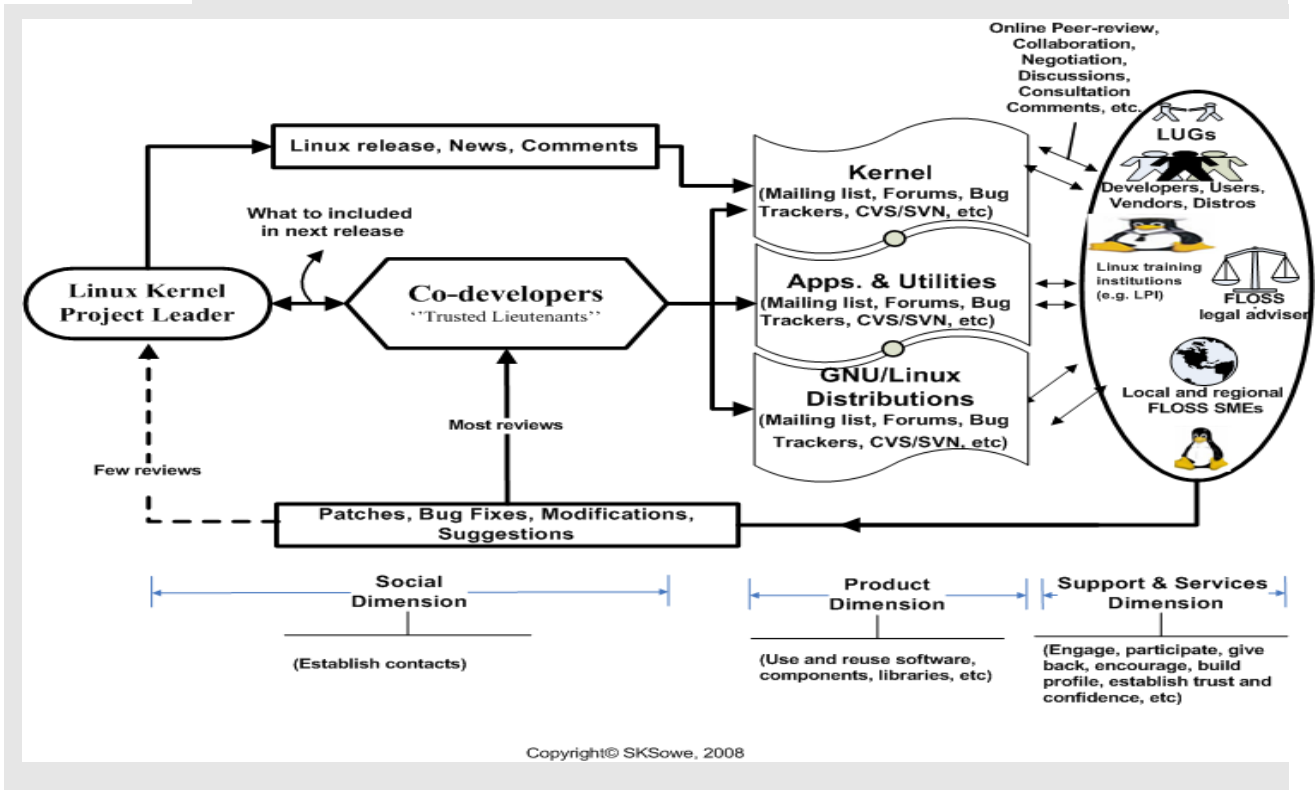 Online Peer-review,
Collaboration,
Negotiation,
Discussions,
Consultation
Comments, etc.
LUGs
Developers, Users,
Vendors, Distros
Linux training
institutions
(e.g. LPI)
FLOSS
legal adviser
Local and regional
FLOSS SMEs
Linux release, News, Comments
What to included
in next release
Linux Kernel
Project Leader
Co-developers
‘‘Trusted Lieutenants’’
Kernel
(Mailing list, Forums, Bug
Trackers, CVS/SVN, etc)
Apps. & Utilities
(Mailing list, Forums, Bug
Trackers, CVS/SVN, etc)
GNU/Linux
Distributions
(Mailing list, Forums, Bug
Trackers, CVS/SVN, etc)
Most reviews
Few reviews
Patches, Bug Fixes, Modifications,
Suggestions
Social
Dimension
(Establish contacts)
Product
Dimension
(Use and reuse software,
components, libraries, etc)
Support & Services
Dimension
(Engage, participate, give
back, encourage, build
profile, establish trust and
confidence, etc)
Copyright© SKSowe, 2008